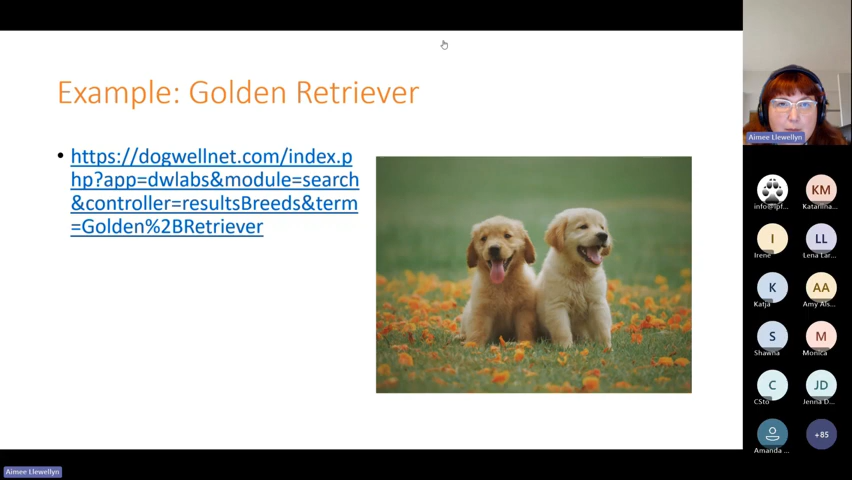 Example: Golden Retriever
• https://dogwellnet.com/index.p
hp?app=dwlabs&module=search
&controller=resultsBreeds&term
=Golden%2BRetriever
Aimee Llewellyn
info@ipf...
KM
Katariina...
I
Irene
LL
Lena Lar...
K
Katja
AA
Amy Als...
S
Shawna
M
Monica
C
CSto
JD
Jenna D...
Amanda ...
+85
Aimee Llewellyn